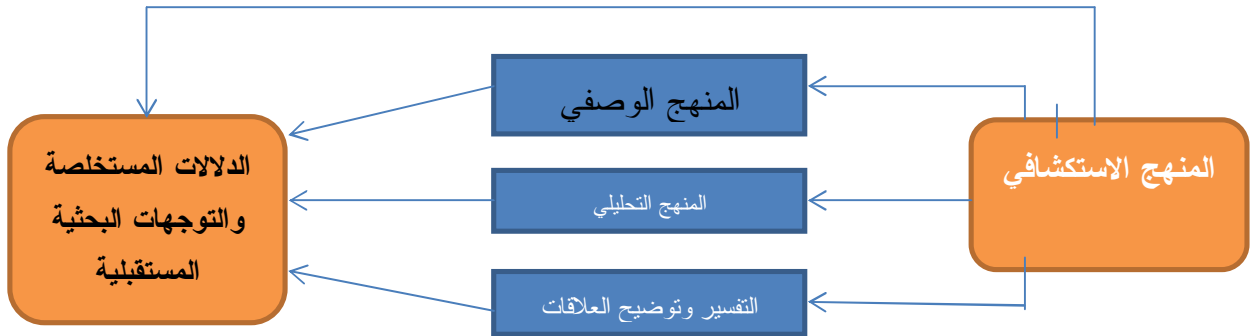 المنهج الاستكشافي
المنهج الوصفي
المنهج التحليلي
التفسير وتوضيح العلاقات
الدلالات المستخلصة
والتوجهات البحثية
المستقبلية